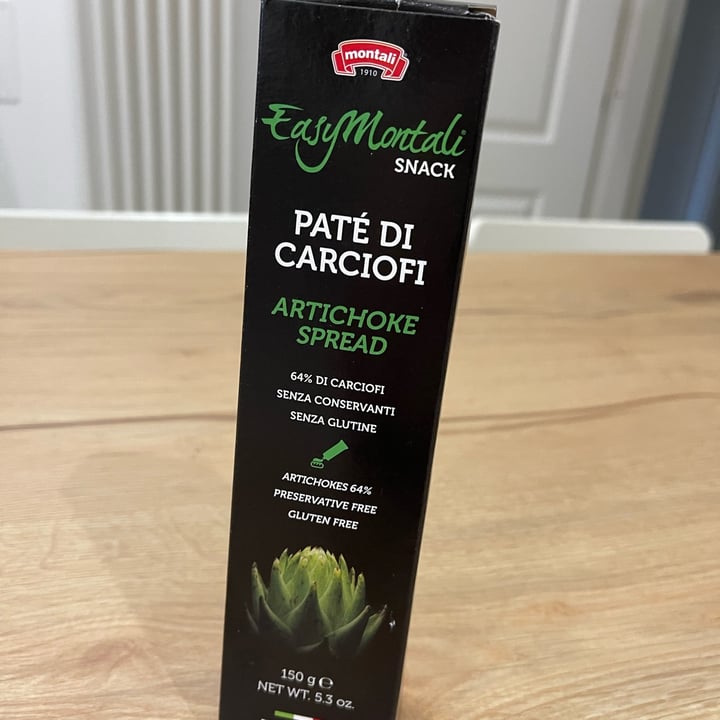 montali
1910
EasyMontali
SNACK
PATÉ DI
CARCIOFI
ARTICHOKE
SPREAD
64% DI CARCIOFI
SENZA CONSERVANTI
SENZA GLUTINE
ARTICHOKES 64%
PRESERVATIVE FREE
GLUTEN FREE
150 g ℮
NET WT. 5.3 oz.